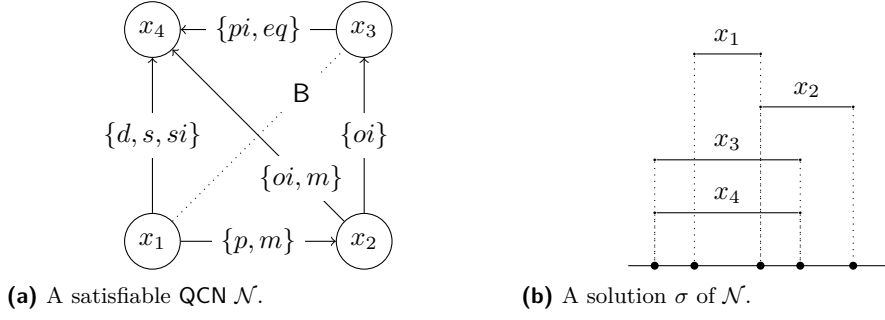 x₄ {pi, eq} x₃
B
{d, s, si} {oi}
{oi, m}
x₁ {p, m} x₂
(a) A satisfiable QCN 𝒩.
x₁
x₂
x₃
x₄
(b) A solution σ of 𝒩.